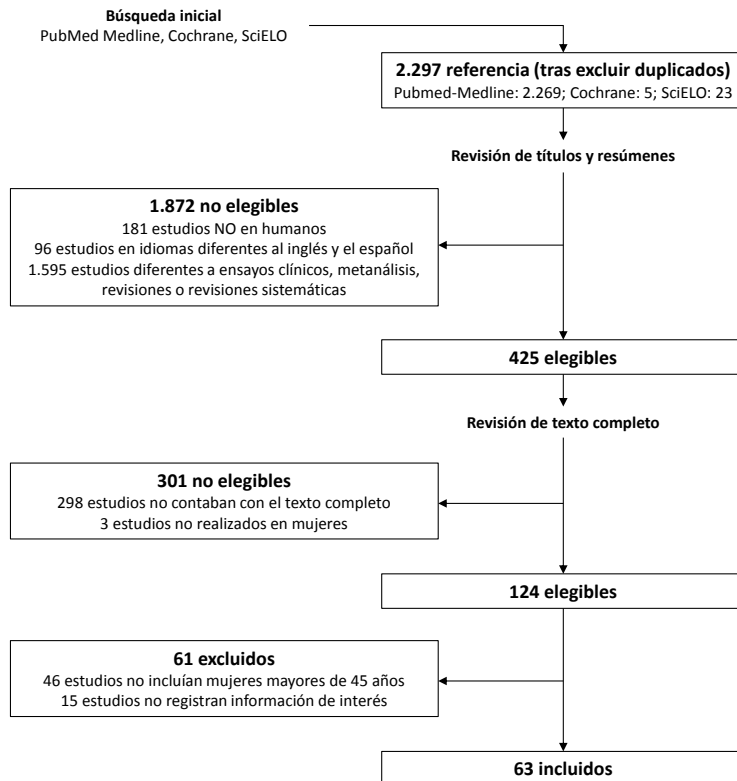 Búsqueda inicial
PubMed Medline, Cochrane, SciELO
2.297 referencia (tras excluir duplicados)
Pubmed-Medline: 2.269; Cochrane: 5; SciELO: 23
Revisión de títulos y resúmenes
1.872 no elegibles
181 estudios NO en humanos
96 estudios en idiomas diferentes al inglés y el español
1.595 estudios diferentes a ensayos clínicos, metanálisis,
revisiones o revisiones sistemáticas
425 elegibles
Revisión de texto completo
301 no elegibles
298 estudios no contaban con el texto completo
3 estudios no realizados en mujeres
124 elegibles
61 excluidos
46 estudios no incluían mujeres mayores de 45 años
15 estudios no registran información de interés
63 incluidos